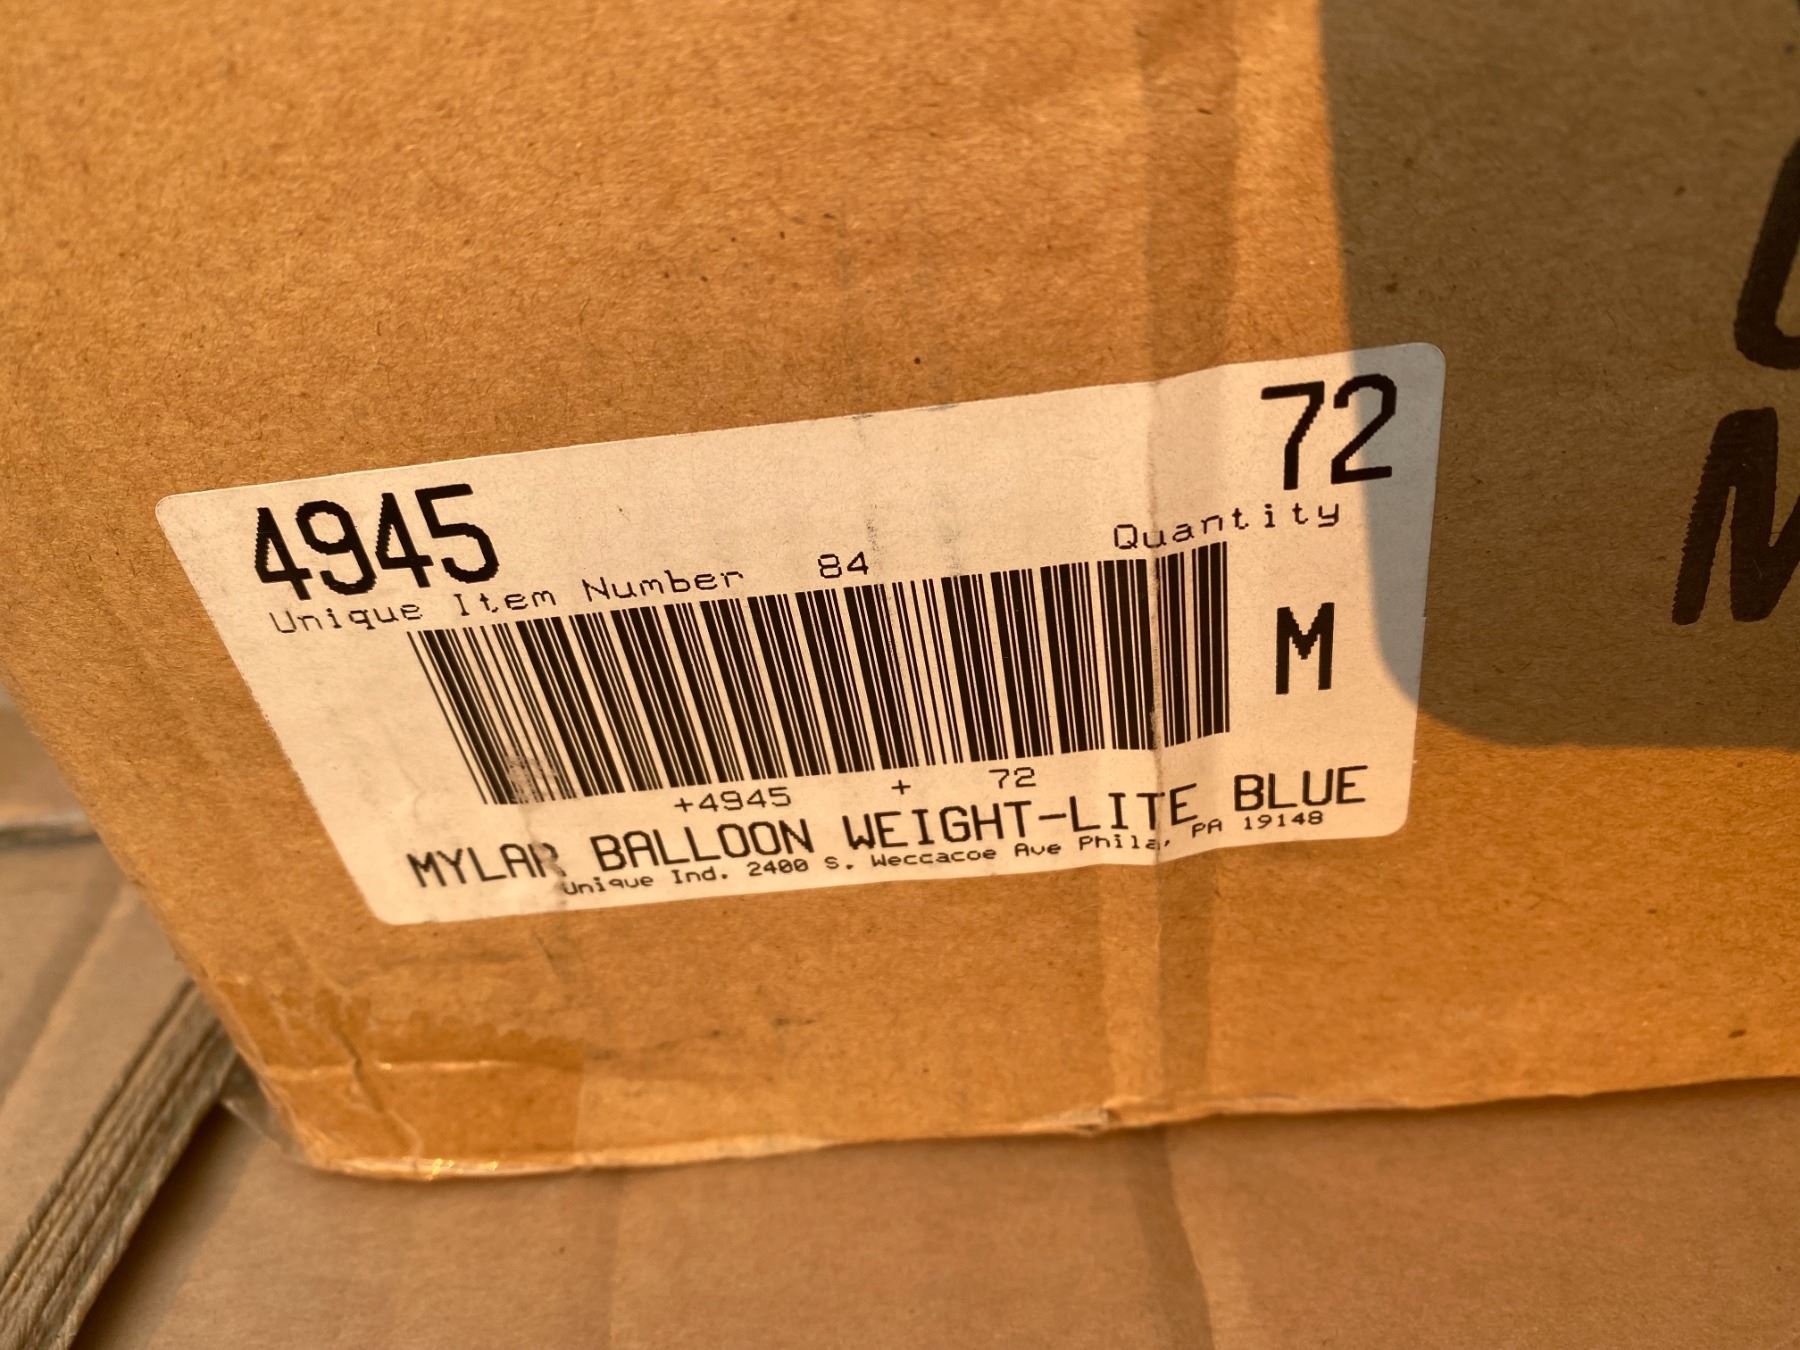 4945
72
Unique Item Number
84
Quantity
M
+4945 + 72
MYLAR BALLOON WEIGHT-LITE BLUE
Unique Ind. 2400 S. Weccacoe Ave Phila, PA 19148